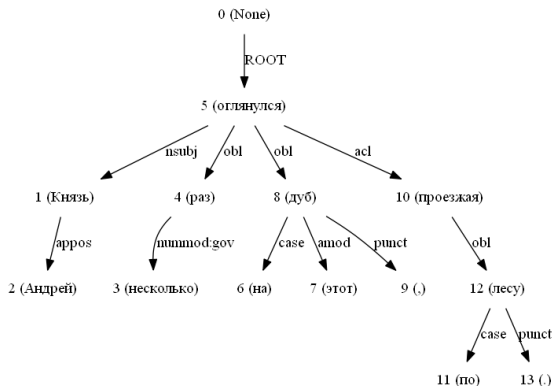 0 (None)
ROOT
5 (оглянулся)
nsubj obl obl acl
1 (Князь) 4 (раз) 8 (дуб) 10 (проезжая)
appos nummod:gov case amod punct obl
2 (Андрей) 3 (несколько) 6 (на) 7 (этот) 9 (,) 12 (лесу)
case punct
11 (по) 13 (.)